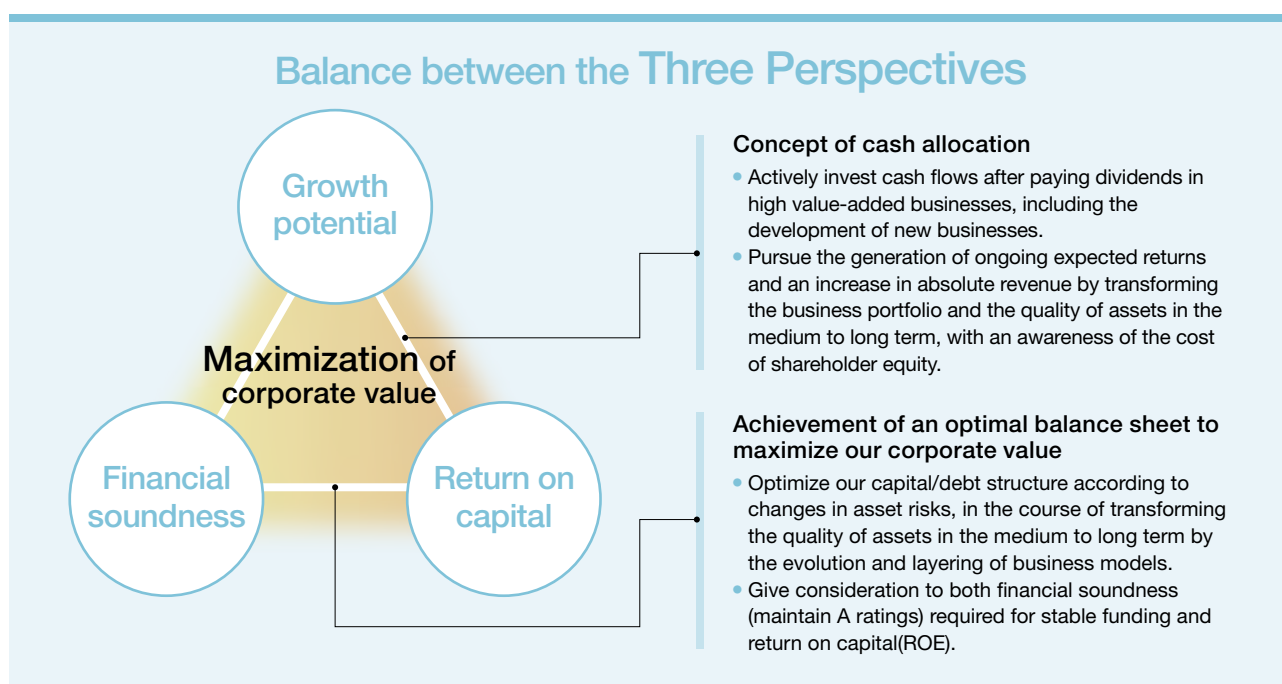 Balance between the Three Perspectives
Growth
potential
Maximization of
corporate value
Financial
soundness
Return on
capital
Concept of cash allocation
• Actively invest cash flows after paying dividends in
high value-added businesses, including the
development of new businesses.
• Pursue the generation of ongoing expected returns
and an increase in absolute revenue by transforming
the business portfolio and the quality of assets in the
medium to long term, with an awareness of the cost
of shareholder equity.
Achievement of an optimal balance sheet to
maximize our corporate value
• Optimize our capital/debt structure according to
changes in asset risks, in the course of transforming
the quality of assets in the medium to long term by
the evolution and layering of business models.
• Give consideration to both financial soundness
(maintain A ratings) required for stable funding and
return on capital(ROE).